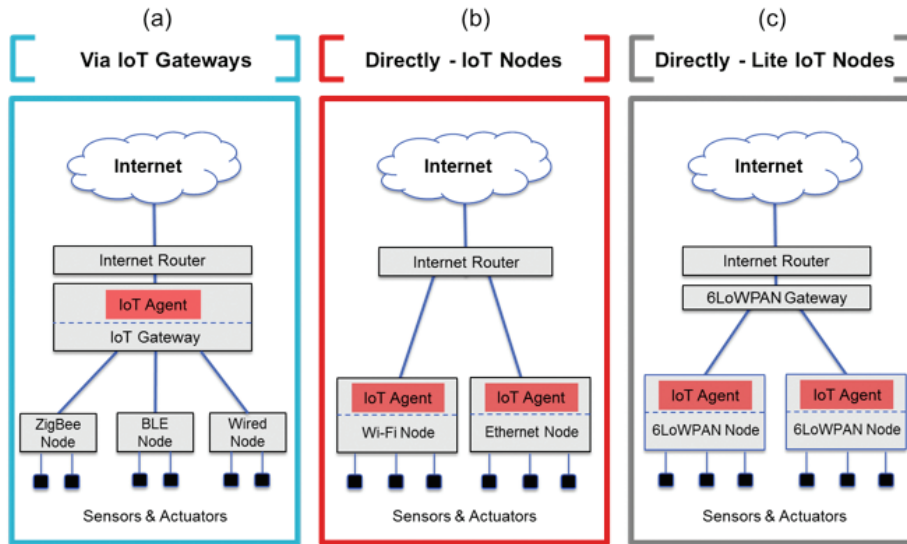 (a)
Via IoT Gateways
Internet
Internet Router
IoT Agent
IoT Gateway
ZigBee
Node
BLE
Node
Wired
Node
Sensors & Actuators
(b)
Directly - IoT Nodes
Internet
Internet Router
IoT Agent
Wi-Fi Node
IoT Agent
Ethernet Node
Sensors & Actuators
(c)
Directly - Lite IoT Nodes
Internet
Internet Router
6LoWPAN Gateway
IoT Agent
6LoWPAN Node
IoT Agent
6LoWPAN Node
Sensors & Actuators